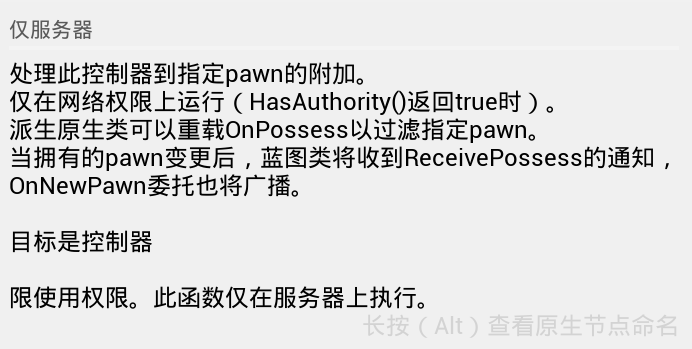 仅服务器
处理此控制器到指定pawn的附加。
仅在网络权限上运行（HasAuthority()返回true时）。
派生原生类可以重载OnPossess以过滤指定pawn。
当拥有的pawn变更后，蓝图类将收到ReceivePossess的通知，
OnNewPawn委托也将广播。
目标是控制器
限使用权限。此函数仅在服务器上执行。
长按（Alt）查看原生节点命名